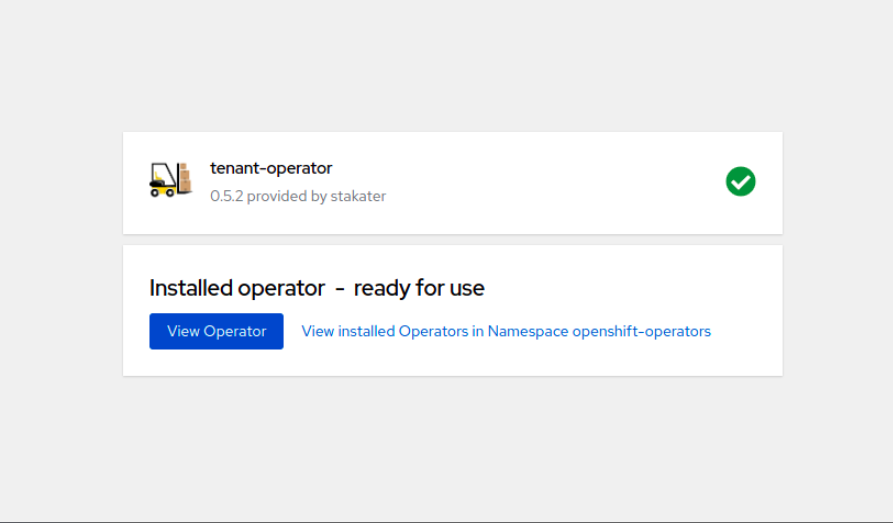 tenant-operator
0.5.2 provided by stakater
Installed operator - ready for use
View Operator View installed Operators in Namespace openshift-operators